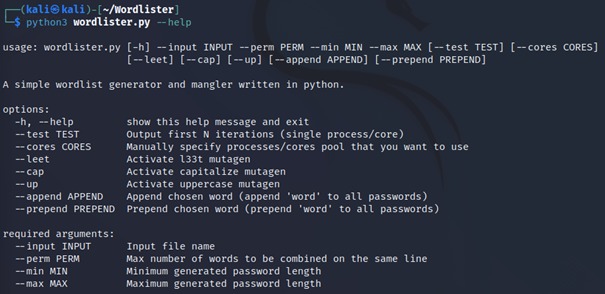 ┌──(kali㉿kali)-[~/Wordlister]
└─$ python3 wordlister.py --help
usage: wordlister.py [-h] --input INPUT --perm PERM --min MIN --max MAX [--test TEST] [--cores CORES]
[--leet] [--cap] [--up] [--append APPEND] [--prepend PREPEND]
A simple wordlist generator and mangler written in python.
options:
-h, --help show this help message and exit
--test TEST Output first N iterations (single process/core)
--cores CORES Manually specify processes/cores pool that you want to use
--leet Activate l33t mutagen
--cap Activate capitalize mutagen
--up Activate uppercase mutagen
--append APPEND Append chosen word (append 'word' to all passwords)
--prepend PREPEND Prepend chosen word (prepend 'word' to all passwords)
required arguments:
--input INPUT Input file name
--perm PERM Max number of words to be combined on the same line
--min MIN Minimum generated password length
--max MAX Maximum generated password length